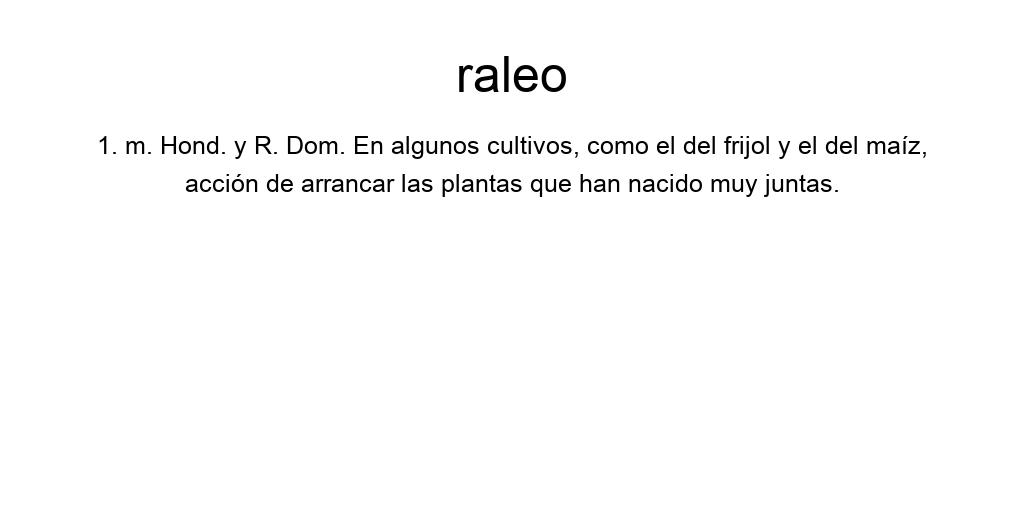 raleo
1. m. Hond. y R. Dom. En algunos cultivos, como el del frijol y el del maíz,
acción de arrancar las plantas que han nacido muy juntas.